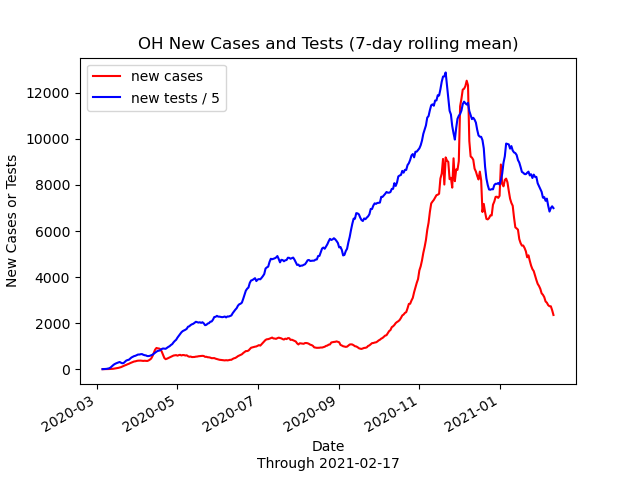 OH New Cases and Tests (7-day rolling mean)
new cases
new tests / 5
New Cases or Tests
12000
10000
8000
6000
4000
2000
0
2020-03
2020-05
2020-07
2020-09
2020-11
2021-01
Date
Through 2021-02-17